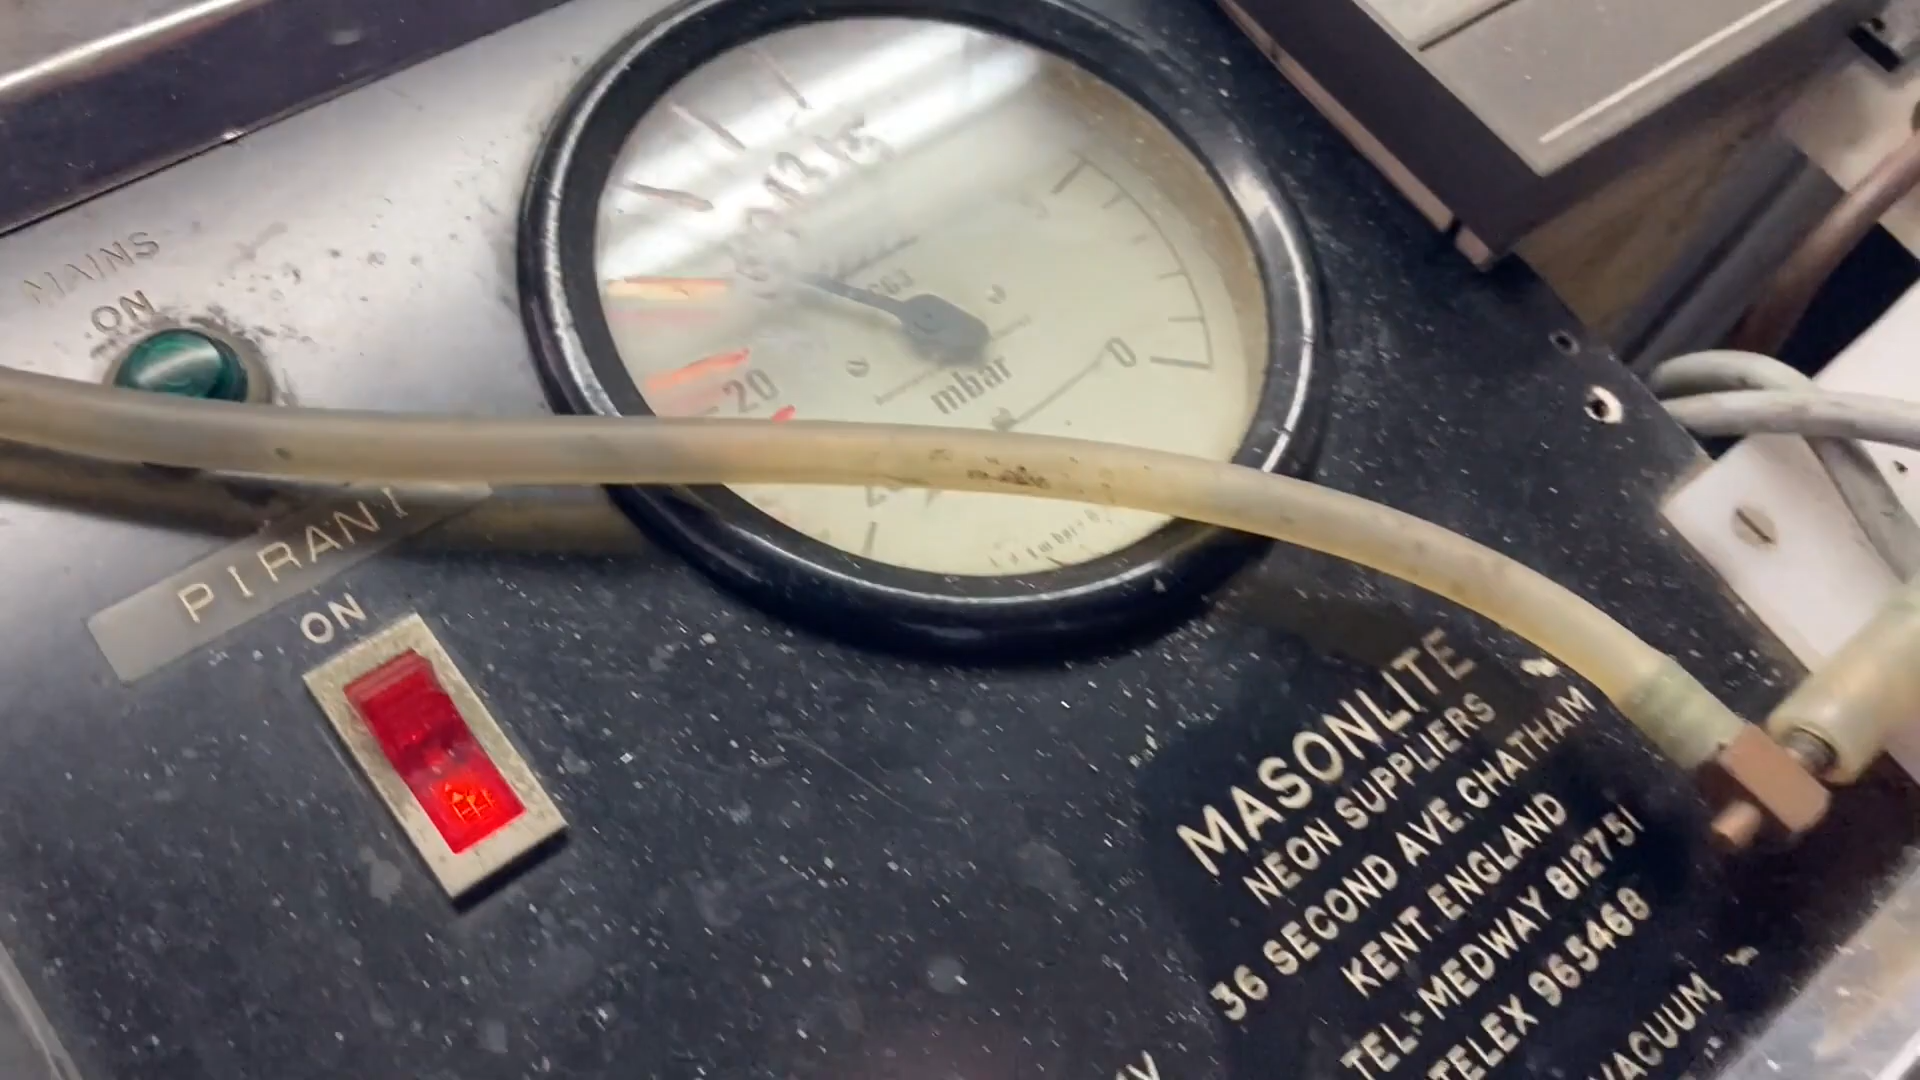 MAINS
ON
PIRANI
ON
20
mbar
0
MASONLITE
NEON SUPPLIERS
36 SECOND AVE. CHATHAM
KENT. ENGLAND
TEL:- MEDWAY 812751
TELEX 965468
VACUUM